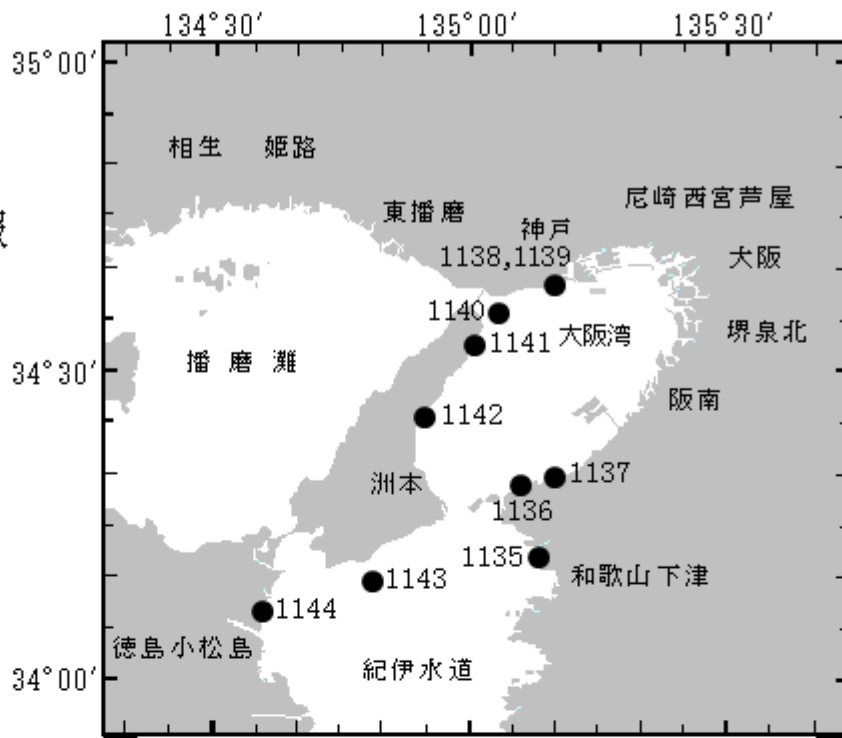 134°30′ 135°00′ 135°30′
35°00′
相生 姫路
尼崎西宮芦屋
東播磨
神戸
1138,1139
大阪
1140
1141 大阪湾
堺泉北
播磨灘
34°30′
阪南
1142
洲本
1137
1136
1135
和歌山下津
1143
1144
徳島小松島
紀伊水道
34°00′